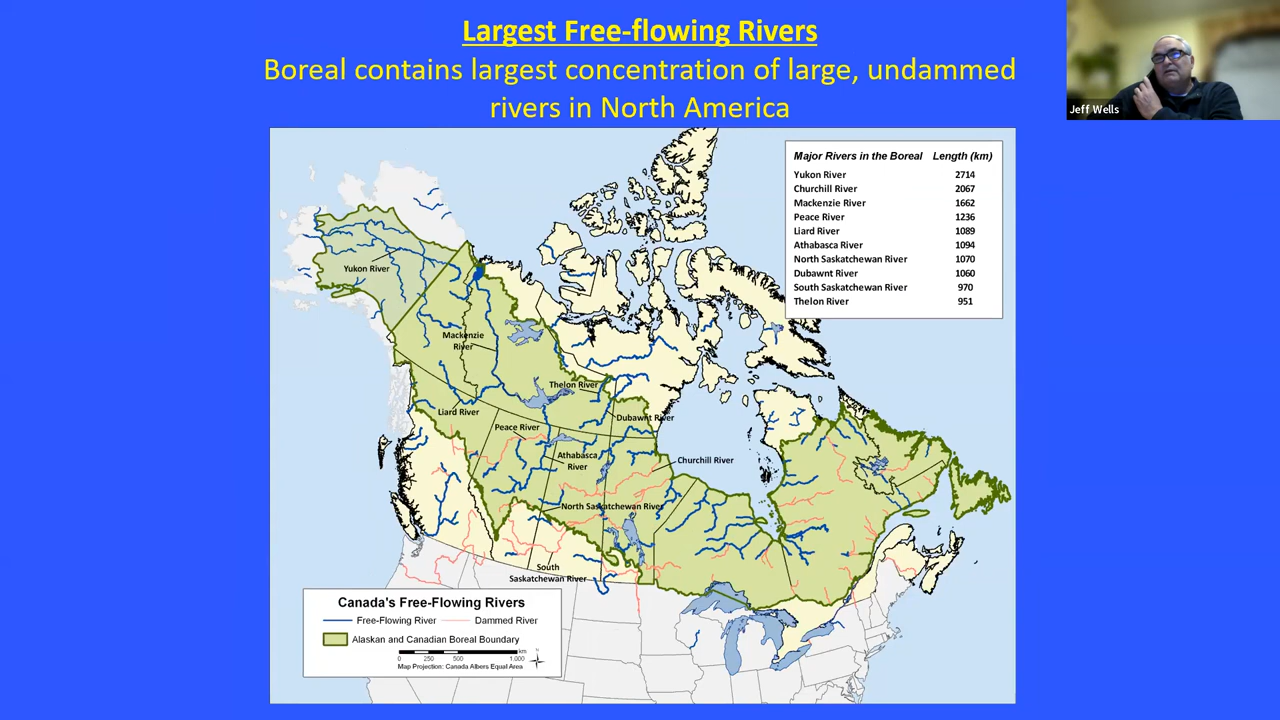 Largest Free-flowing Rivers
Boreal contains largest concentration of large, undammed
rivers in North America
Jeff Wells
Major Rivers in the Boreal Length (km)
Yukon River 2714
Churchill River 2067
Mackenzie River 1662
Peace River 1236
Liard River 1089
Athabasca River 1094
North Saskatchewan River 1070
Dubawnt River 1060
South Saskatchewan River 970
Thelon River 951
Yukon River
Mackenzie
River
Thelon River
Liard River
Dubawnt River
Peace River
Athabasca
River
Churchill River
North Saskatchewan River
South
Saskatchewan River
Canada's Free-Flowing Rivers
Free-Flowing River Dammed River
Alaskan and Canadian Boreal Boundary
km
0 250 500 1,000
Map Projection: Canada Albers Equal Area
N